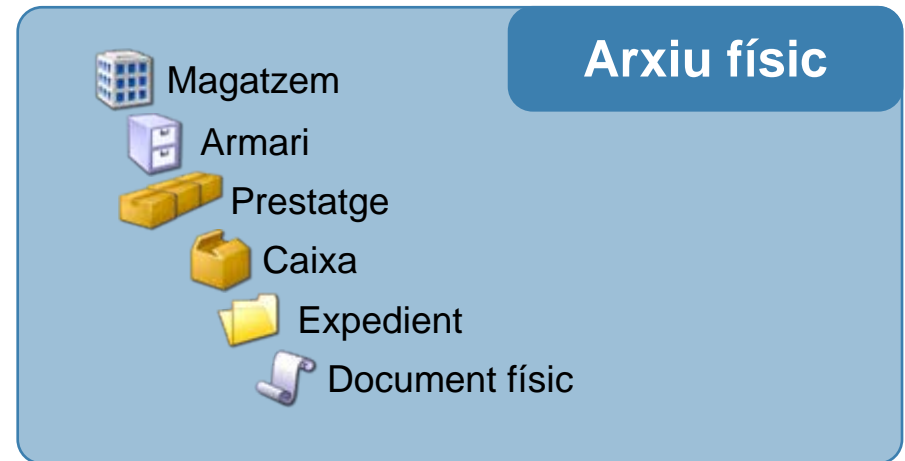 Arxiu físic
Magatzem
Armari
Prestatge
Caixa
Expedient
Document físic